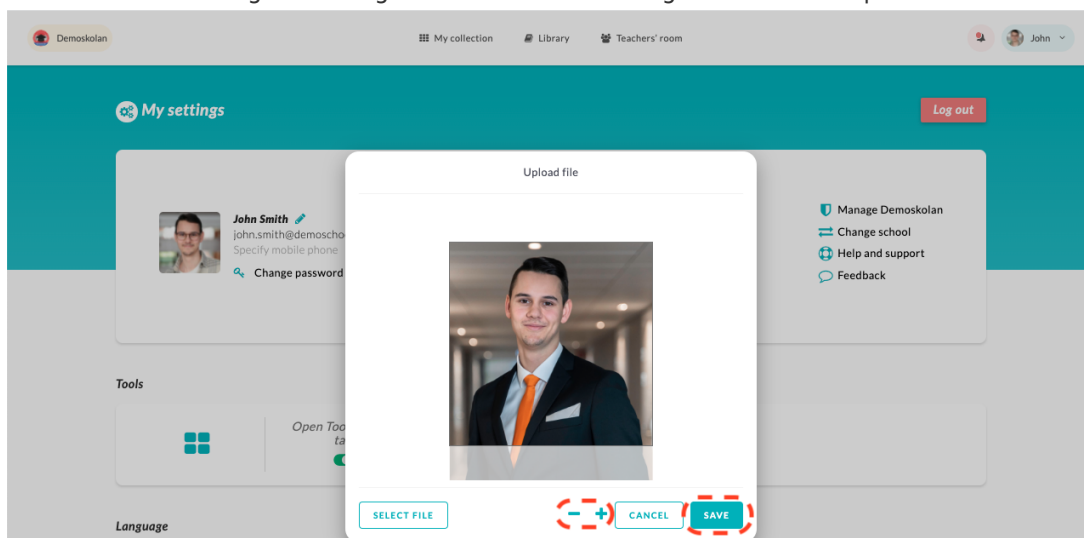 Demoskolan
My collection
Library
Teachers' room
John
My settings
Log out
Upload file
John Smith
john.smith@demoscho
Specify mobile phone
Change password
Manage Demoskolan
Change school
Help and support
Feedback
Tools
Open Too
ta
SELECT FILE
− +
CANCEL
SAVE
Language